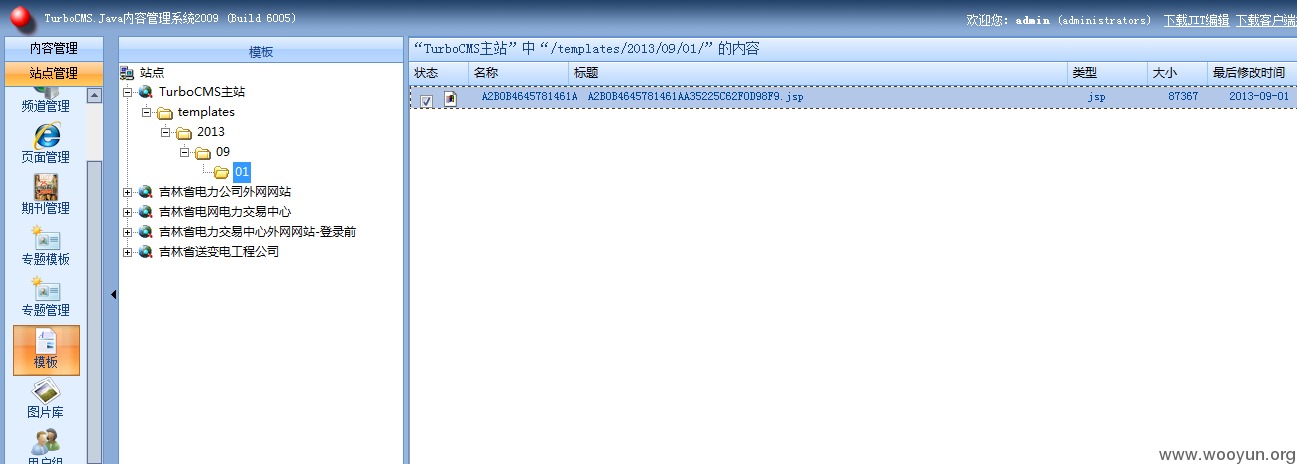 TurboCMS.Java内容管理系统2009 (Build 6005)
欢迎您: admin (administrators) 下载JIT编辑 下载客户端
内容管理
站点管理
频道管理
页面管理
期刊管理
专题模板
专题管理
模板
图片库
用户组
模板
站点
TurboCMS主站
templates
2013
09
01
吉林省电力公司外网网站
吉林省电网电力交易中心
吉林省电力交易中心外网网站-登录前
吉林省送变电工程公司
“TurboCMS主站”中“/templates/2013/09/01/”的内容
状态 名称 标题 类型 大小 最后修改时间
A2B0B4645781461A A2B0B4645781461AA35225C62F0D98F9.jsp jsp 87367 2013-09-01
www.wooyun.org